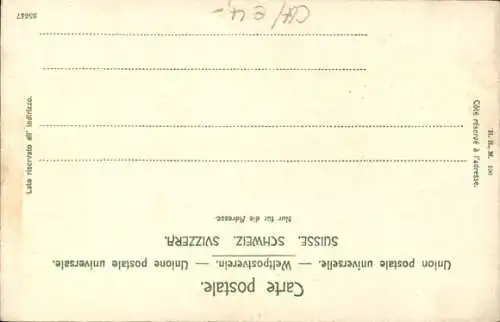 Carte postale.
Union postale universelle. — Weltpostverein. — Unione postale universale.
SUISSE. SCHWEIZ. SVIZZERA.
Nur für die Adresse.
Côté réservé à l'adresse.
Lato riservato all' indirizzo.